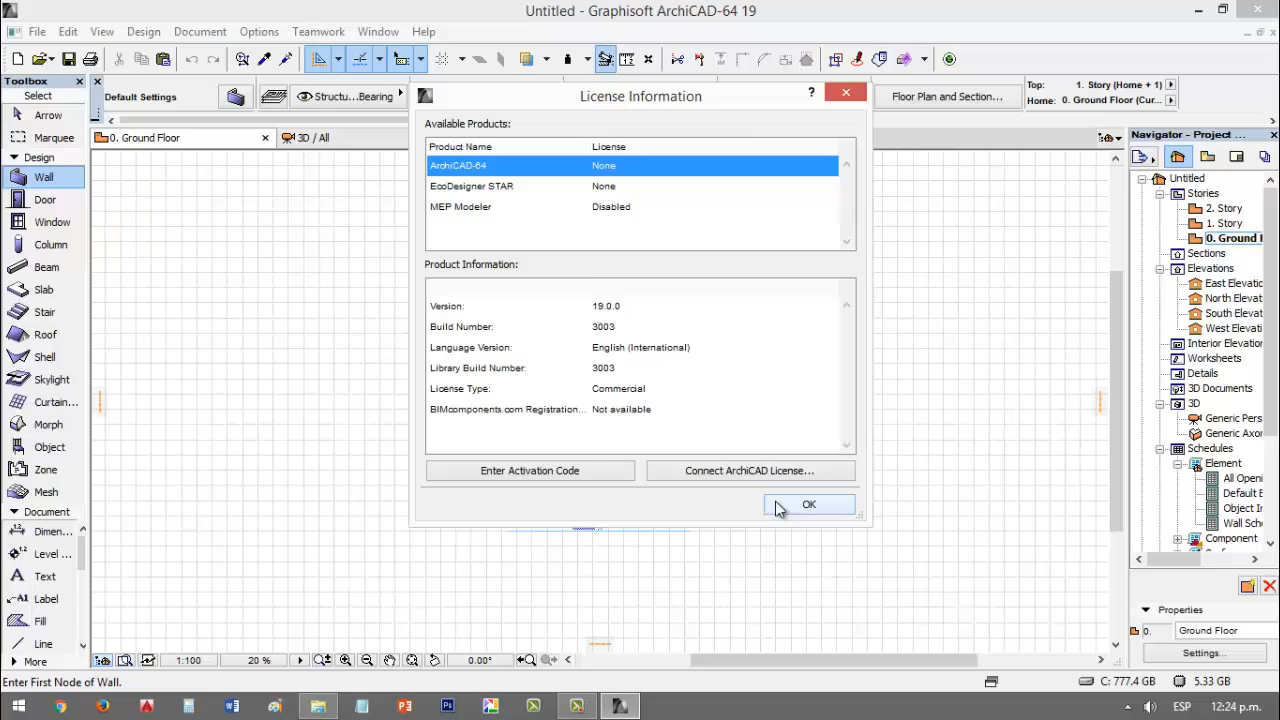 Untitled - Graphisoft ArchiCAD-64 19
File Edit View Design Document Options Teamwork Window Help
Toolbox
Select
Arrow
Marquee
Design
Wall
Door
Window
Column
Beam
Slab
Stair
Roof
Shell
Skylight
Curtain...
Morph
Object
Zone
Mesh
Document
Dimen...
Level ...
Text
Label
Fill
Line
More
Default Settings
Structu...Bearing
Floor Plan and Section...
Top: 1. Story (Home + 1)
Home: 0. Ground Floor (Cur...
0. Ground Floor
3D / All
License Information
?
Available Products:
Product Name License
ArchiCAD-64 None
EcoDesigner STAR None
MEP Modeler Disabled
Product Information:
Version: 19.0.0
Build Number: 3003
Language Version: English (International)
Library Build Number: 3003
License Type: Commercial
BIMcomponents.com Registration... Not available
Enter Activation Code
Connect ArchiCAD License...
OK
Navigator - Project ...
Untitled
Stories
2. Story
1. Story
0. Ground
Sections
Elevations
East Elevatio
North Elevat
South Elevat
West Elevati
Interior Elevation
Worksheets
Details
3D Documents
3D
Generic Pers
Generic Axon
Schedules
Element
All Openi
Default E
Object In
Wall Sch
Component
Properties
0. Ground Floor
Settings...
1:100 20 % 0.00°
Enter First Node of Wall.
C: 777.4 GB 5.33 GB
ESP 12:24 p.m.